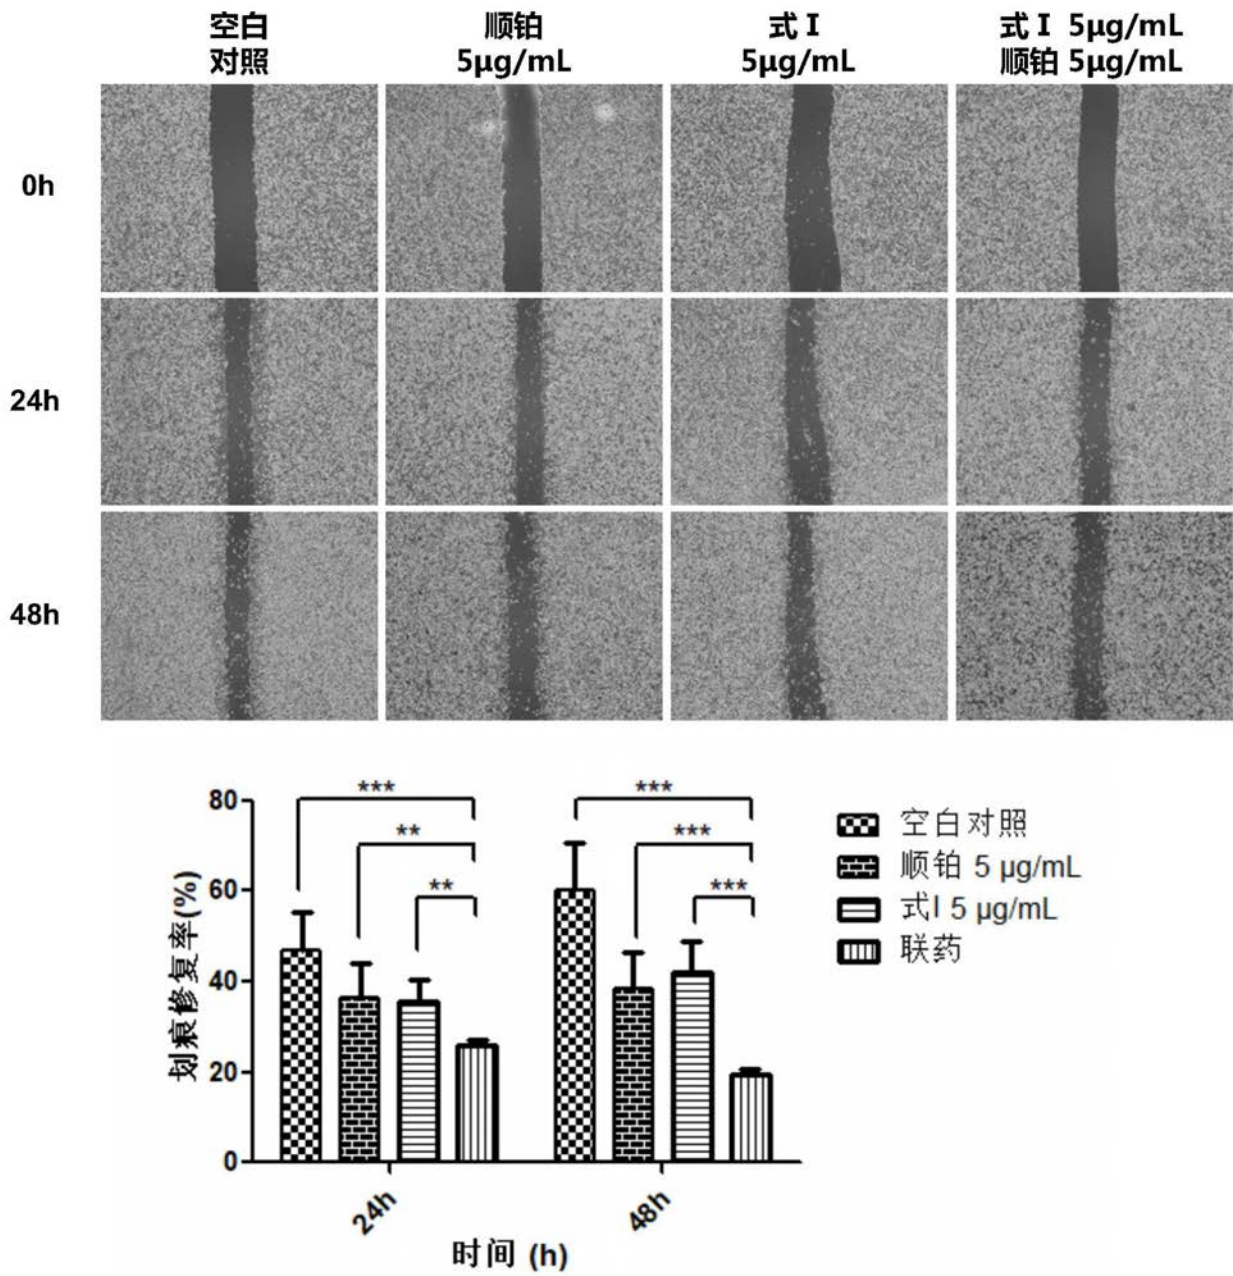 空白
对照
顺铂
5μg/mL
式Ⅰ
5μg/mL
式Ⅰ 5μg/mL
顺铂 5μg/mL
0h
24h
48h
划痕修复率(%)
80
60
40
20
0
***
**
**
***
***
***
24h
48h
时间 (h)
空白对照
顺铂 5 μg/mL
式Ⅰ 5 μg/mL
联药